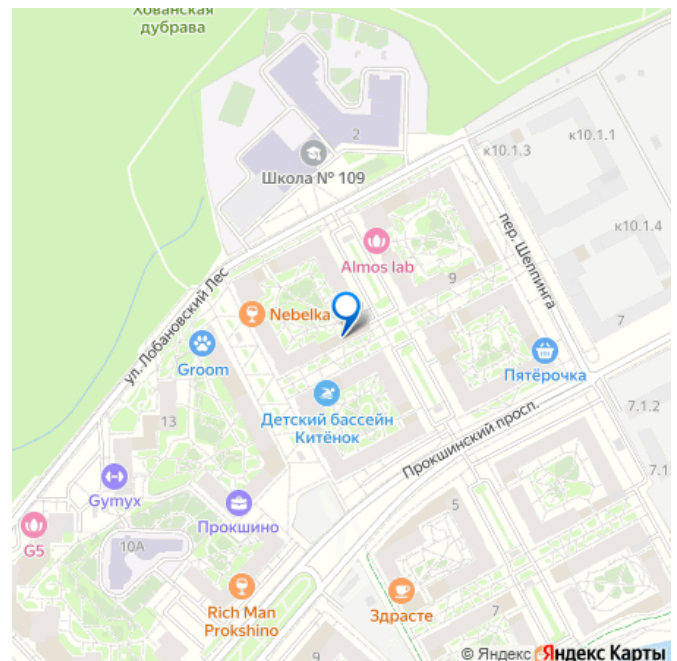 Хованская
дубрава
2
Школа № 109
к10.1.1
к10.1.3
пер. Шеппинга
к10.1.4
Almos lab
9
ул. Лобановский Лес
Nebelka
7
Groom
Пятёрочка
Детский бассейн
Китёнок
7.1.2
Прокшинский просп.
13
7.1.
Gymyx
Прокшино
5
G5
10А
Rich Man
Prokshino
Здрасте
7
9
© Яндекс Яндекс Карты